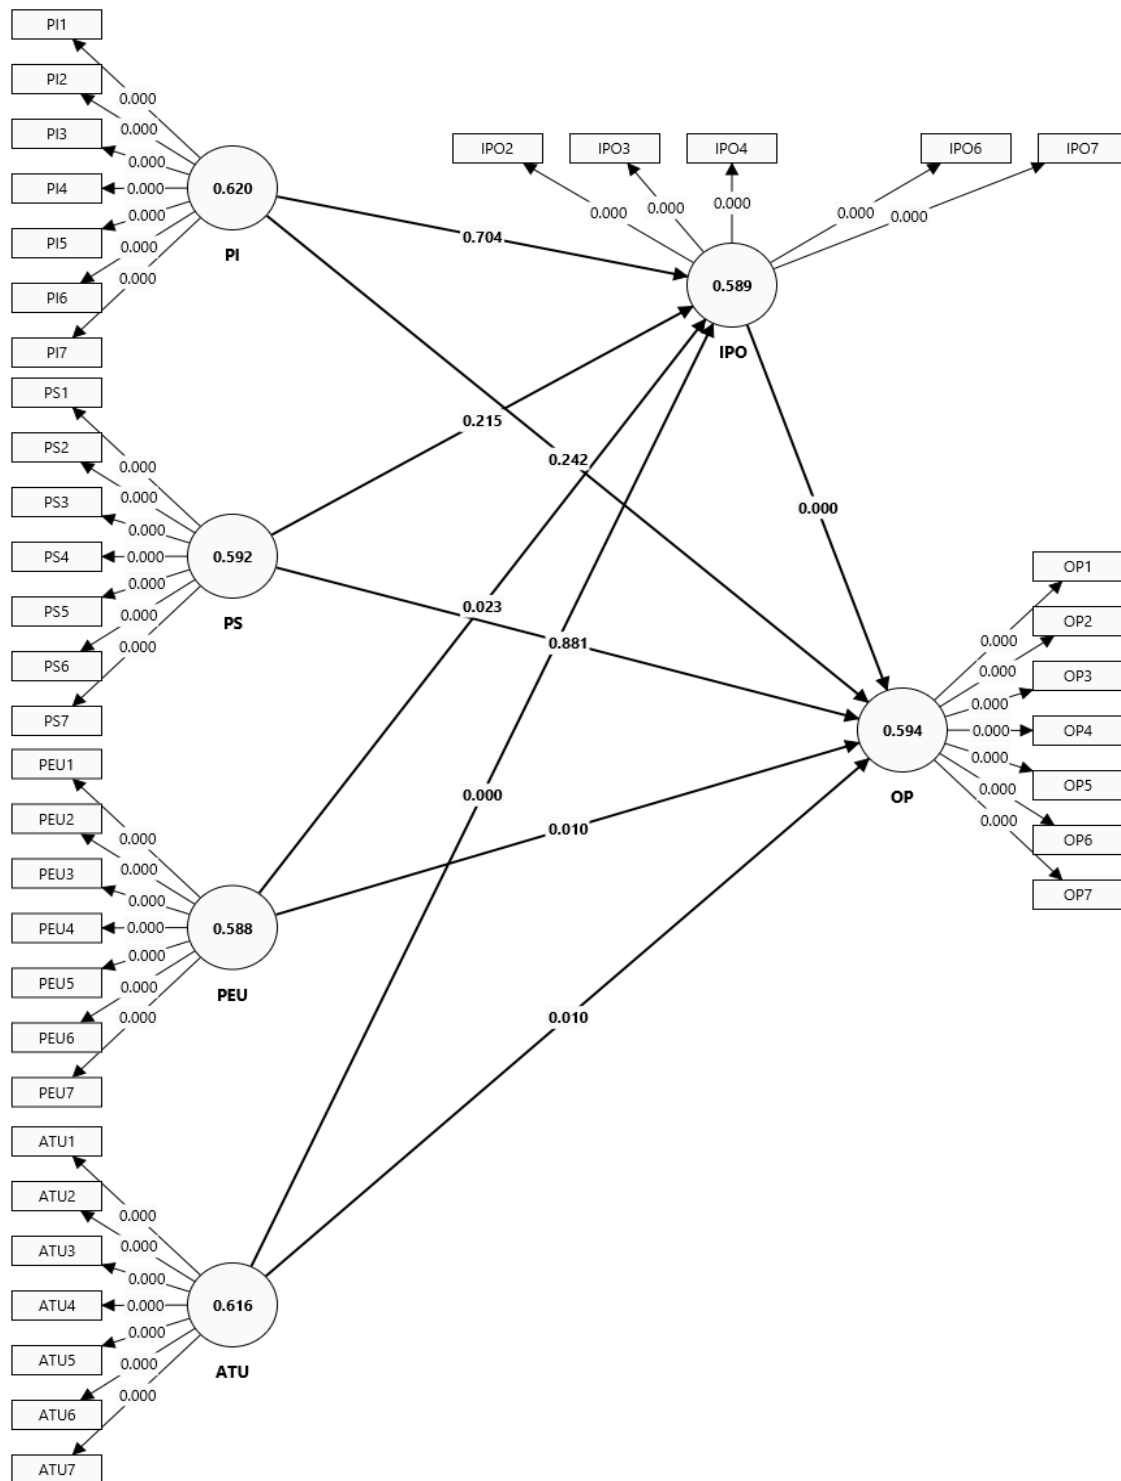 PI1
PI2
PI3
PI4
PI5
PI6
PI7
0.000
0.000
0.000
0.000
0.000
0.000
0.000
0.620
PI
IPO2
IPO3
IPO4
IPO6
IPO7
0.000
0.000
0.000
0.000
0.000
0.589
IPO
0.704
0.215
0.242
0.023
0.881
0.000
0.000
0.010
0.010
PS1
PS2
PS3
PS4
PS5
PS6
PS7
0.000
0.000
0.000
0.000
0.000
0.000
0.000
0.592
PS
OP1
OP2
OP3
OP4
OP5
OP6
OP7
0.000
0.000
0.000
0.000
0.000
0.000
0.000
0.594
OP
PEU1
PEU2
PEU3
PEU4
PEU5
PEU6
PEU7
0.000
0.000
0.000
0.000
0.000
0.000
0.000
0.588
PEU
ATU1
ATU2
ATU3
ATU4
ATU5
ATU6
ATU7
0.000
0.000
0.000
0.000
0.000
0.000
0.000
0.616
ATU